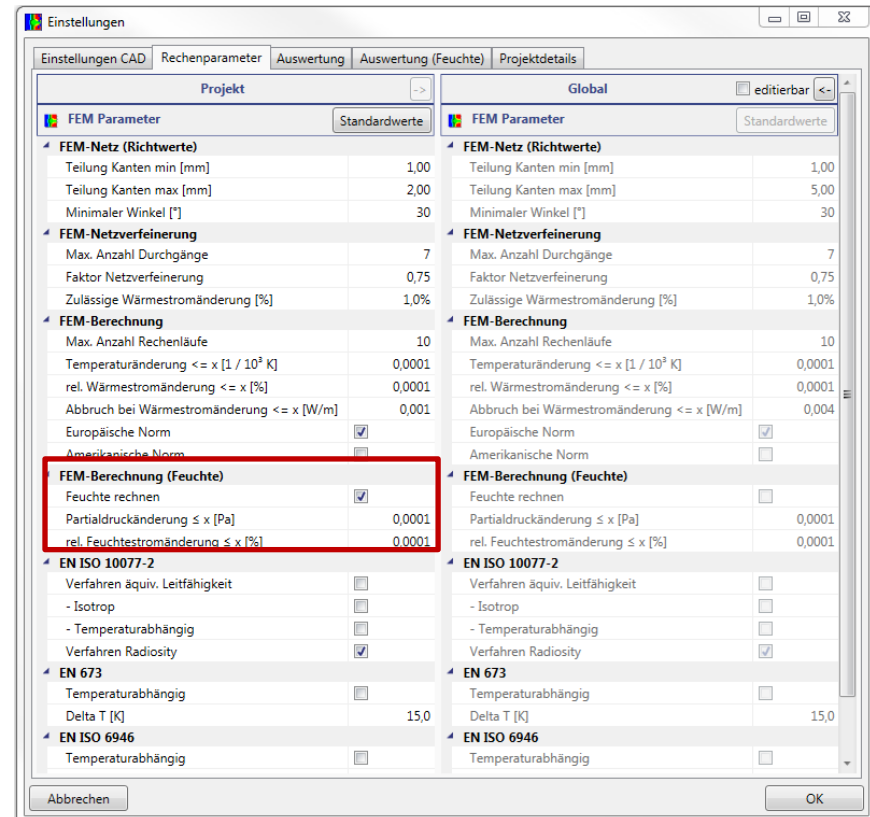 Einstellungen
Einstellungen CAD Rechenparameter Auswertung Auswertung (Feuchte) Projektdetails
Projekt -> Global editierbar <-
FEM Parameter Standardwerte FEM Parameter Standardwerte
FEM-Netz (Richtwerte) FEM-Netz (Richtwerte)
Teilung Kanten min [mm] 1,00 Teilung Kanten min [mm] 1,00
Teilung Kanten max [mm] 2,00 Teilung Kanten max [mm] 5,00
Minimaler Winkel [°] 30 Minimaler Winkel [°] 30
FEM-Netzverfeinerung FEM-Netzverfeinerung
Max. Anzahl Durchgänge 7 Max. Anzahl Durchgänge 7
Faktor Netzverfeinerung 0,75 Faktor Netzverfeinerung 0,75
Zulässige Wärmestromänderung [%] 1,0% Zulässige Wärmestromänderung [%] 1,0%
FEM-Berechnung FEM-Berechnung
Max. Anzahl Rechenläufe 10 Max. Anzahl Rechenläufe 10
Temperaturänderung <= x [1 / 10³ K] 0,0001 Temperaturänderung <= x [1 / 10³ K] 0,0001
rel. Wärmestromänderung <= x [%] 0,0001 rel. Wärmestromänderung <= x [%] 0,0001
Abbruch bei Wärmestromänderung <= x [W/m] 0,001 Abbruch bei Wärmestromänderung <= x [W/m] 0,004
Europäische Norm Europäische Norm
Amerikanische Norm Amerikanische Norm
FEM-Berechnung (Feuchte) FEM-Berechnung (Feuchte)
Feuchte rechnen Feuchte rechnen
Partialdruckänderung ≤ x [Pa] 0,0001 Partialdruckänderung ≤ x [Pa] 0,0001
rel. Feuchtestromänderung ≤ x [%] 0,0001 rel. Feuchtestromänderung ≤ x [%] 0,0001
EN ISO 10077-2 EN ISO 10077-2
Verfahren äquiv. Leitfähigkeit Verfahren äquiv. Leitfähigkeit
- Isotrop - Isotrop
- Temperaturabhängig - Temperaturabhängig
Verfahren Radiosity Verfahren Radiosity
EN 673 EN 673
Temperaturabhängig Temperaturabhängig
Delta T [K] 15,0 Delta T [K] 15,0
EN ISO 6946 EN ISO 6946
Temperaturabhängig Temperaturabhängig
Abbrechen OK